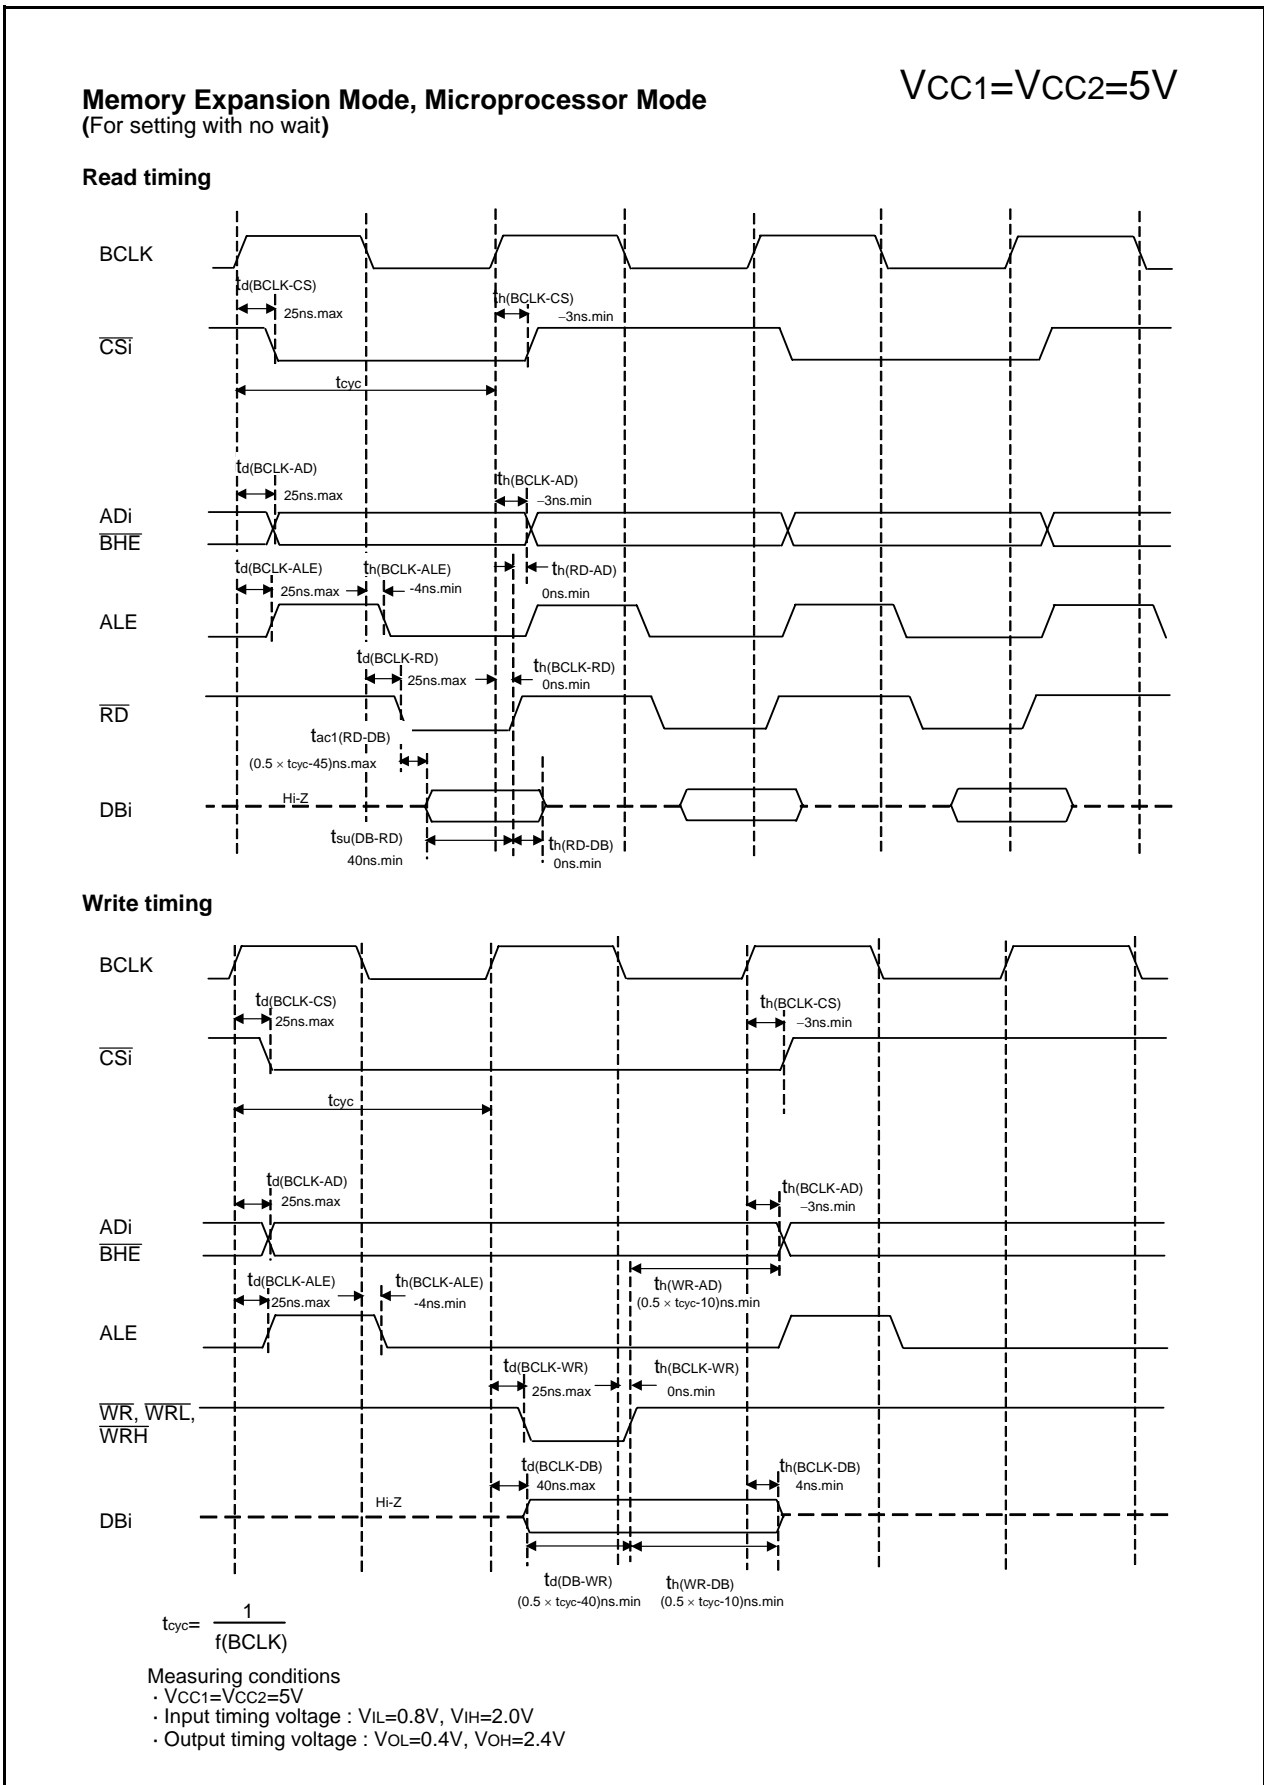 VCC1=VCC2=5V
Memory Expansion Mode, Microprocessor Mode
(For setting with no wait)
Read timing
BCLK
td(BCLK-CS)
25ns.max
th(BCLK-CS)
−3ns.min
CSi
tcyc
td(BCLK-AD)
25ns.max
th(BCLK-AD)
−3ns.min
ADi
BHE
td(BCLK-ALE)
25ns.max
th(BCLK-ALE)
-4ns.min
th(RD-AD)
0ns.min
ALE
td(BCLK-RD)
25ns.max
th(BCLK-RD)
0ns.min
RD
tac1(RD-DB)
(0.5 × tcyc-45)ns.max
Hi-Z
DBi
tsu(DB-RD)
40ns.min
th(RD-DB)
0ns.min
Write timing
BCLK
td(BCLK-CS)
25ns.max
th(BCLK-CS)
−3ns.min
CSi
tcyc
td(BCLK-AD)
25ns.max
th(BCLK-AD)
−3ns.min
ADi
BHE
td(BCLK-ALE)
25ns.max
th(BCLK-ALE)
-4ns.min
th(WR-AD)
(0.5 × tcyc-10)ns.min
ALE
td(BCLK-WR)
25ns.max
th(BCLK-WR)
0ns.min
WR, WRL,
WRH
td(BCLK-DB)
40ns.max
th(BCLK-DB)
4ns.min
Hi-Z
DBi
td(DB-WR)
(0.5 × tcyc-40)ns.min
th(WR-DB)
(0.5 × tcyc-10)ns.min
tcyc= 1
f(BCLK)
Measuring conditions
· VCC1=VCC2=5V
· Input timing voltage : VIL=0.8V, VIH=2.0V
· Output timing voltage : VOL=0.4V, VOH=2.4V